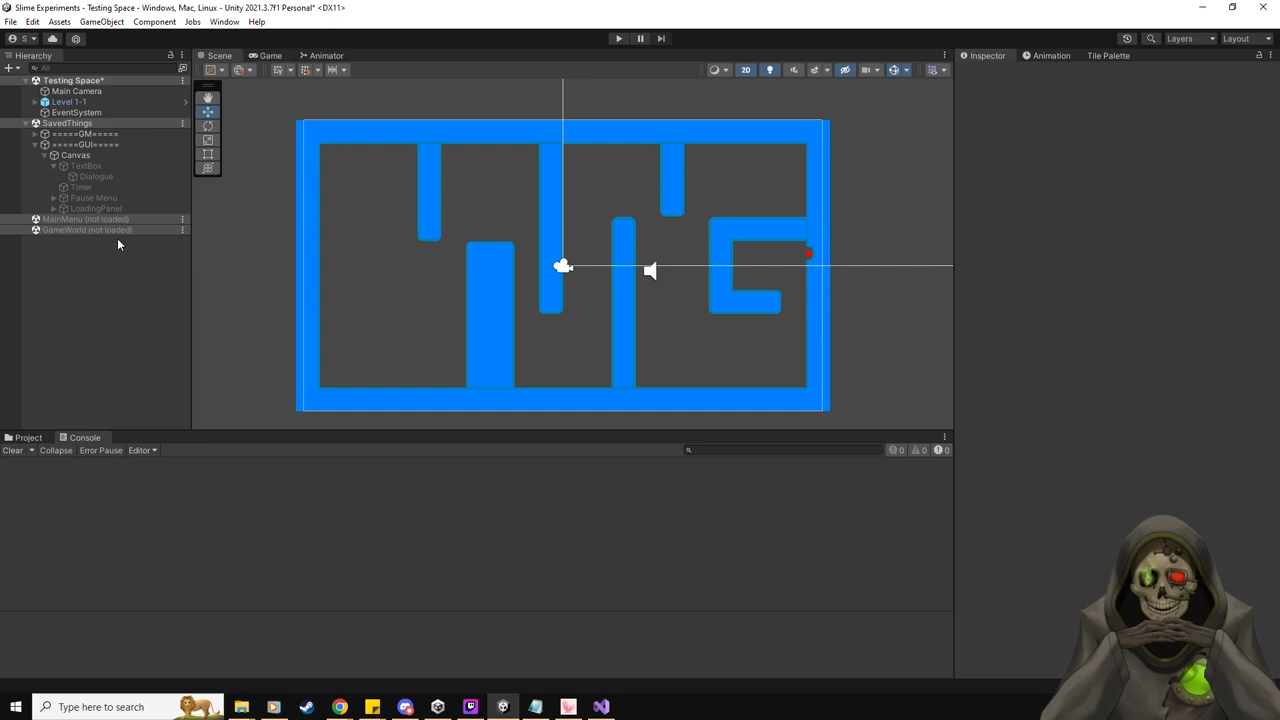 Slime Experiments - Testing Space - Windows, Mac, Linux - Unity 2021.3.7f1 Personal* <DX11>
File Edit Assets GameObject Component Jobs Window Help
S Layers Layout
Hierarchy Scene Game Animator Inspector Animation Tile Palette
All 2D
Testing Space*
Main Camera
Level 1-1
EventSystem
SavedThings
=====GM=====
=====GUI=====
Canvas
TextBox
Dialogue
Timer
Pause Menu
LoadingPanel
MainMenu (not loaded)
GameWorld (not loaded)
Project Console
Clear Collapse Error Pause Editor 0 0 0
Type here to search